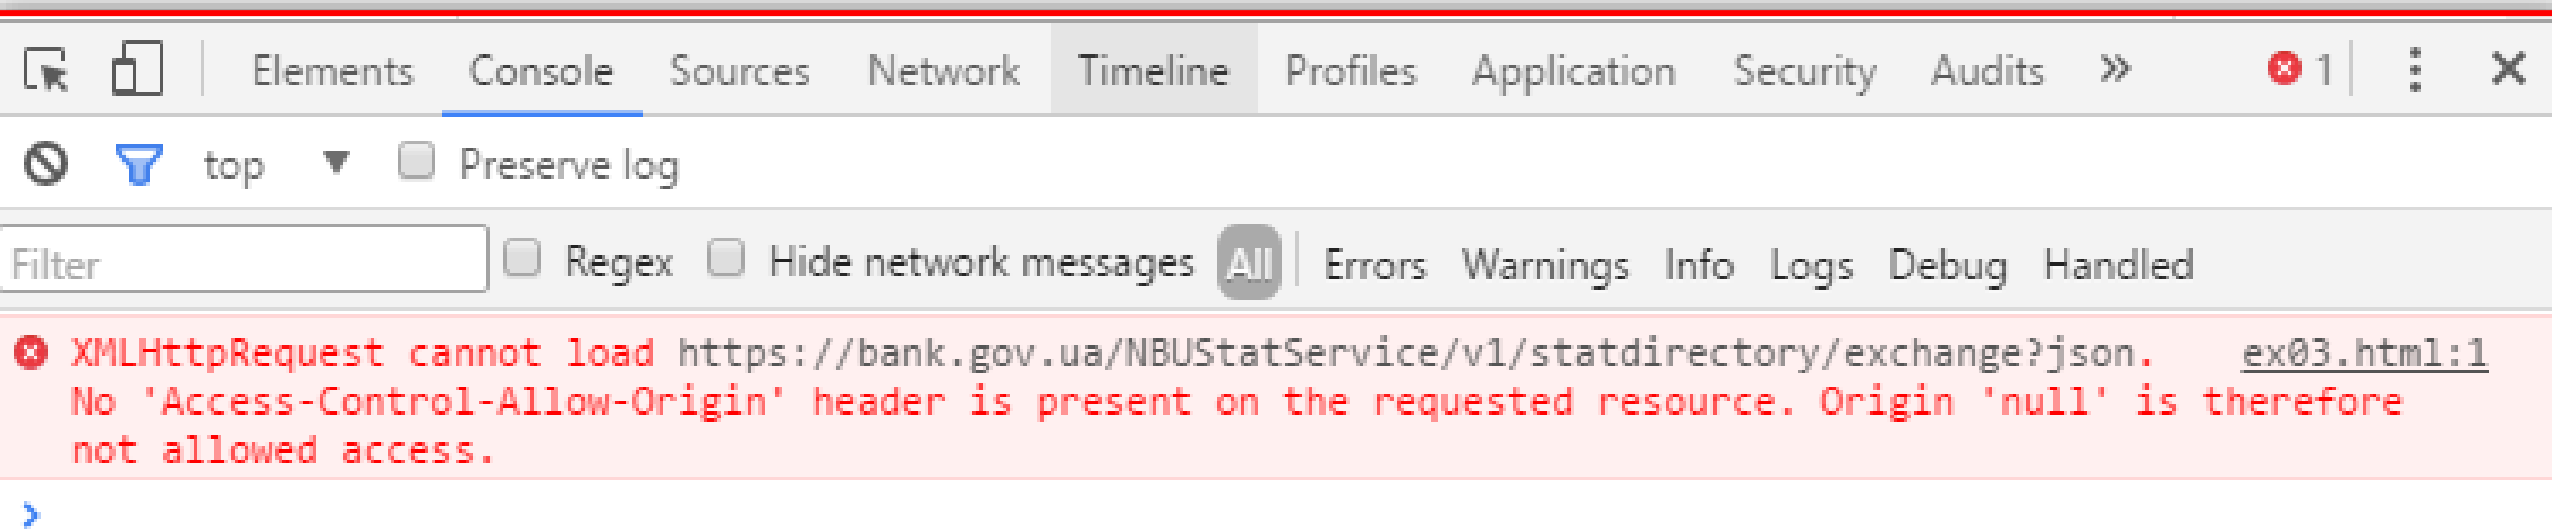 Elements Console Sources Network Timeline Profiles Application Security Audits » 1
top Preserve log
Filter Regex Hide network messages All Errors Warnings Info Logs Debug Handled
XMLHttpRequest cannot load https://bank.gov.ua/NBUStatService/v1/statdirectory/exchange?json. ex03.html:1
No 'Access-Control-Allow-Origin' header is present on the requested resource. Origin 'null' is therefore
not allowed access.